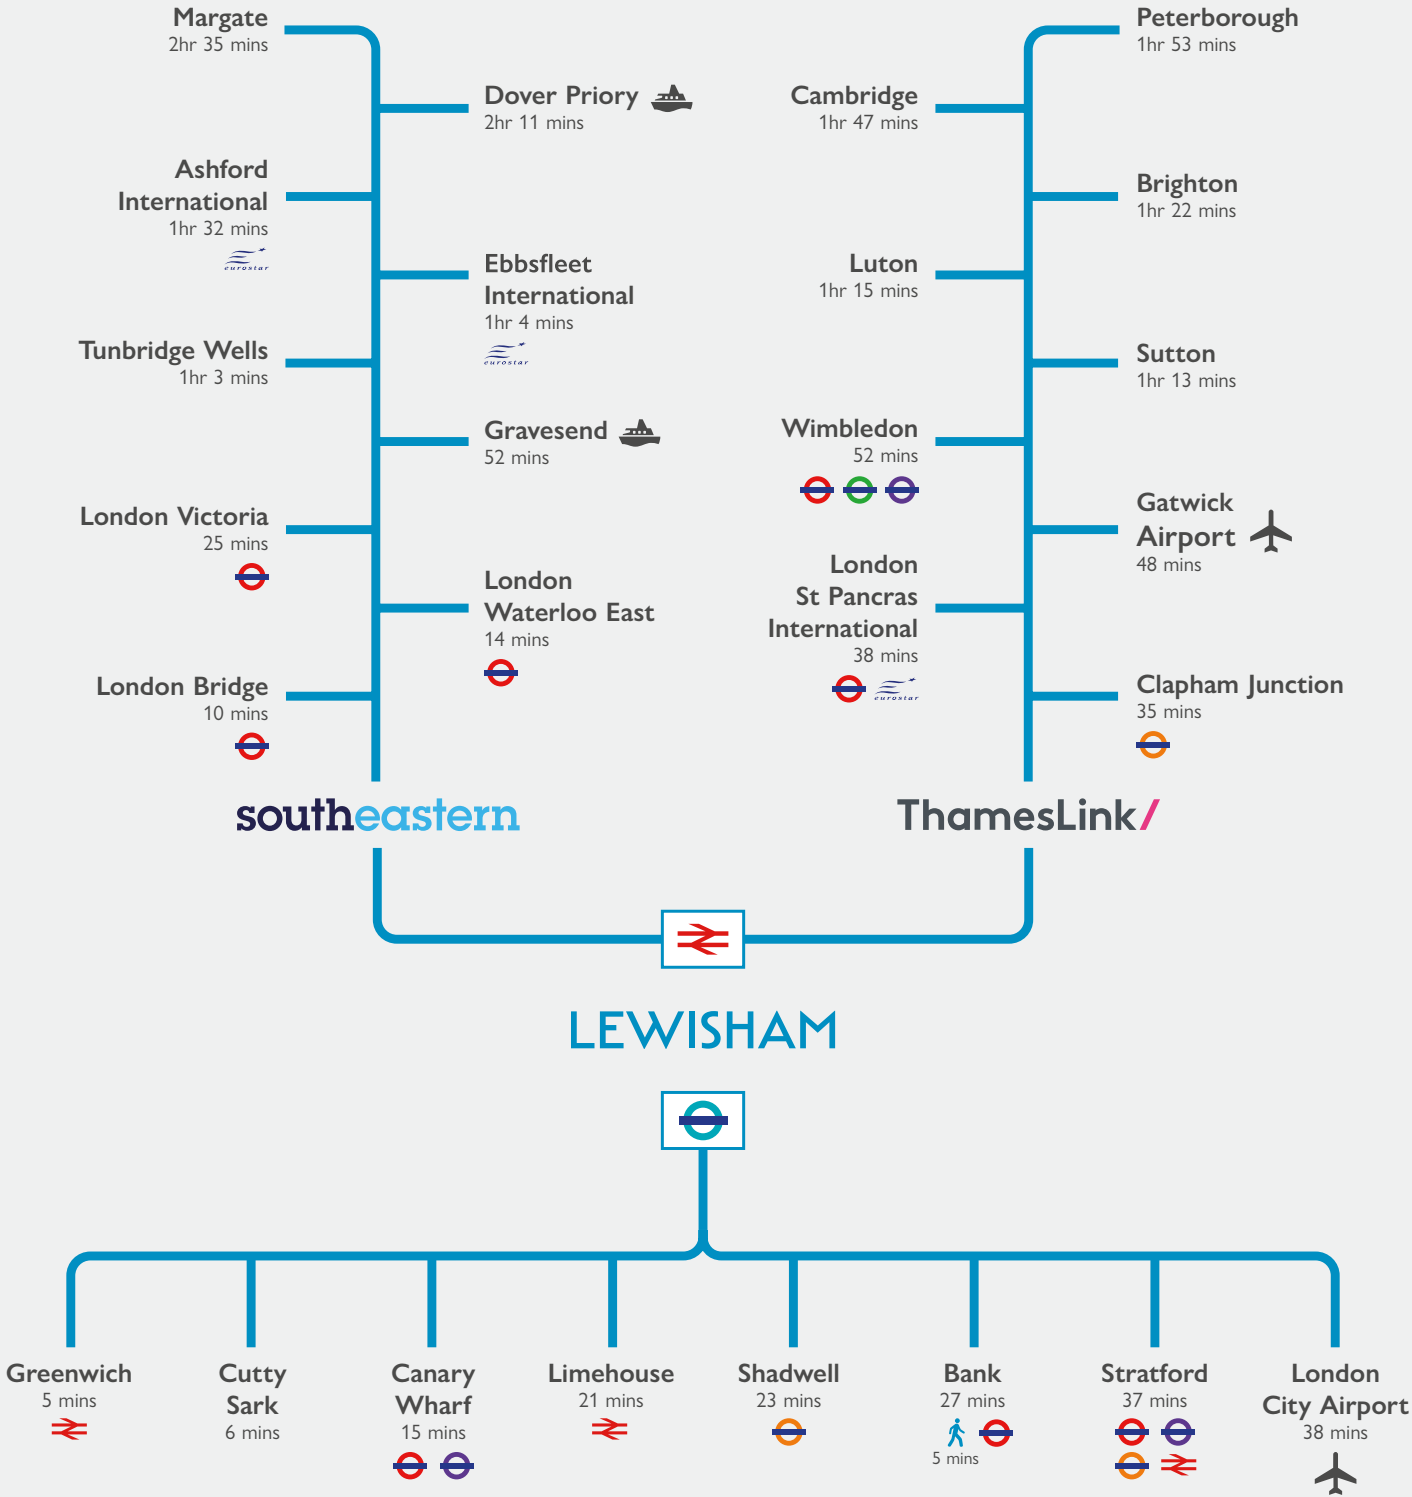 Margate
2hr 35 mins
Dover Priory
2hr 11 mins
Ashford
International
1hr 32 mins
eurostar
Ebbsfleet
International
1hr 4 mins
eurostar
Tunbridge Wells
1hr 3 mins
Gravesend
52 mins
London Victoria
25 mins
London
Waterloo East
14 mins
London Bridge
10 mins
southeastern
Peterborough
1hr 53 mins
Cambridge
1hr 47 mins
Brighton
1hr 22 mins
Luton
1hr 15 mins
Sutton
1hr 13 mins
Wimbledon
52 mins
Gatwick
Airport
48 mins
London
St Pancras
International
38 mins
eurostar
Clapham Junction
35 mins
ThamesLink/
LEWISHAM
Greenwich
5 mins
Cutty
Sark
6 mins
Canary
Wharf
15 mins
Limehouse
21 mins
Shadwell
23 mins
Bank
27 mins
5 mins
Stratford
37 mins
London
City Airport
38 mins